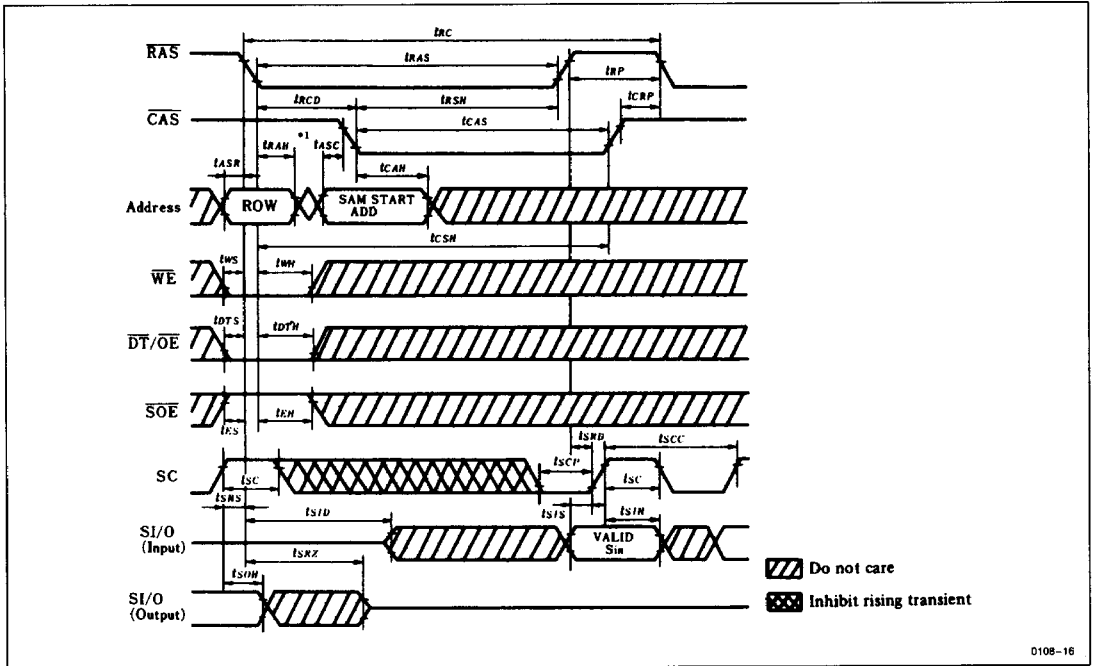 tRC
RAS
tRAS
tRP
tRCD
tRSH
tCRP
CAS
tCAS
*1
tRAH
tASC
tASR
tCAH
Address
ROW
SAM START
ADD
tCSH
tWS
tWH
WE
tDTS
tDTH
DT/OE
SOE
tES
tEH
tSRD
tSCC
tSCP
SC
tSC
tSC
tSRS
tSIS
tSID
tSIH
SI/O
(Input)
VALID
Sin
tSRZ
Do not care
tSOH
SI/O
(Output)
Inhibit rising transient
0108-16